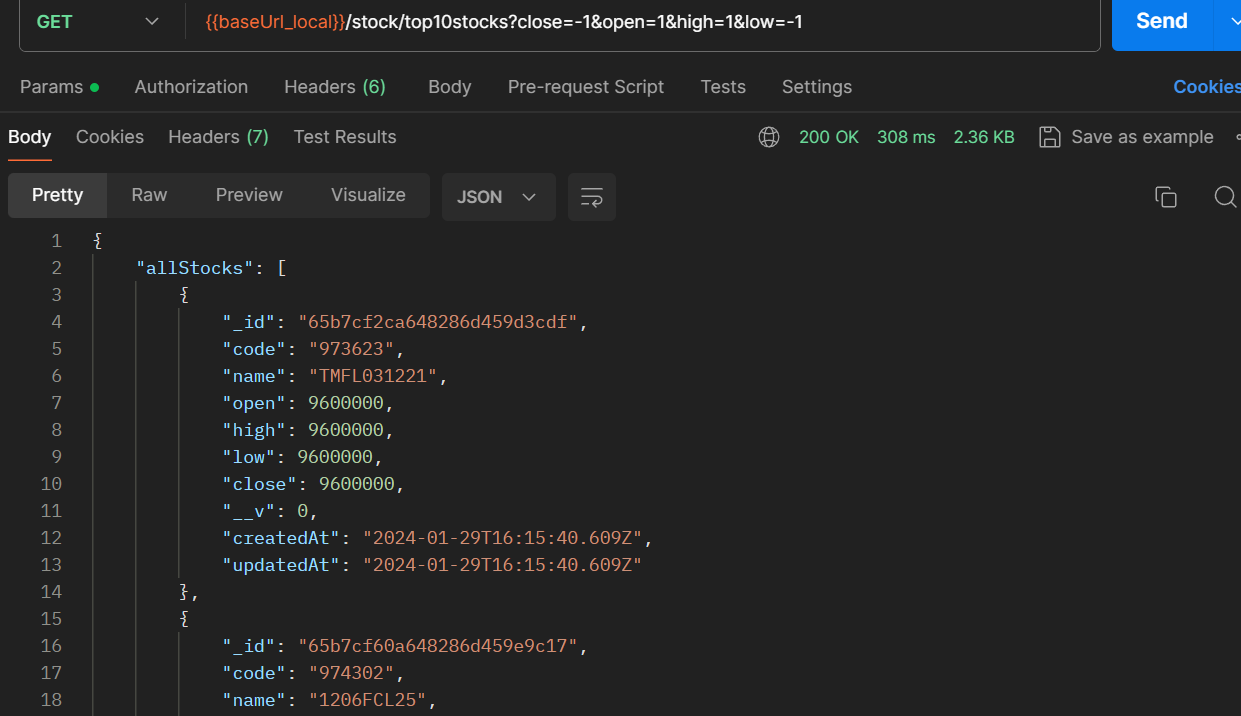 GET {{baseUrl_local}}/stock/top10stocks?close=-1&open=1&high=1&low=-1 Send
Params Authorization Headers (6) Body Pre-request Script Tests Settings Cookies
Body Cookies Headers (7) Test Results 200 OK 308 ms 2.36 KB Save as example
Pretty Raw Preview Visualize JSON
1 {
2 "allStocks": [
3 {
4 "_id": "65b7cf2ca648286d459d3cdf",
5 "code": "973623",
6 "name": "TMFL031221",
7 "open": 9600000,
8 "high": 9600000,
9 "low": 9600000,
10 "close": 9600000,
11 "__v": 0,
12 "createdAt": "2024-01-29T16:15:40.609Z",
13 "updatedAt": "2024-01-29T16:15:40.609Z"
14 },
15 {
16 "_id": "65b7cf60a648286d459e9c17",
17 "code": "974302",
18 "name": "1206FCL25",